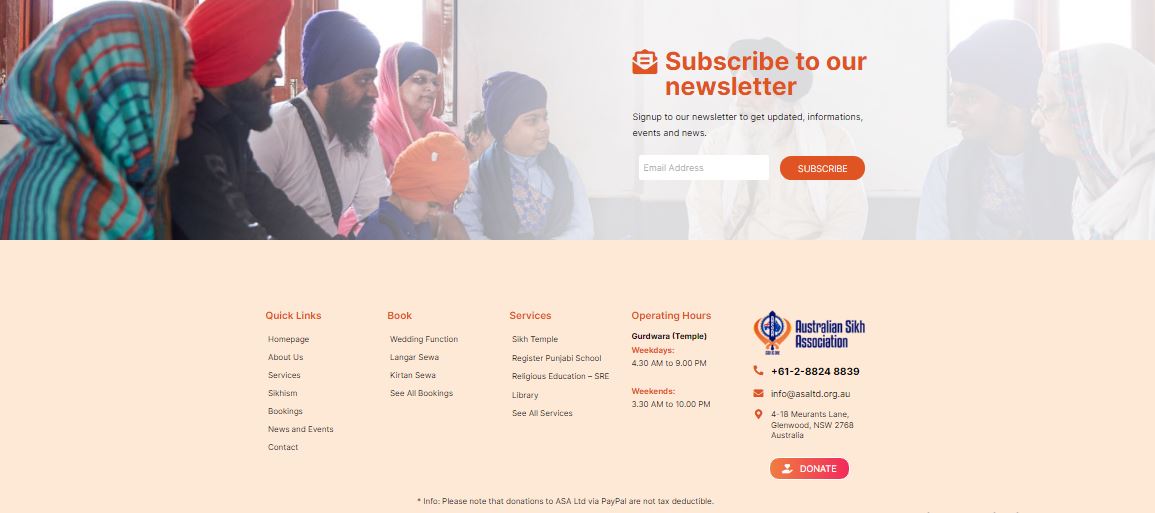 Subscribe to our
newsletter
Signup to our newsletter to get updated, informations,
events and news.
Email Address
SUBSCRIBE
Quick Links
Homepage
About Us
Services
Sikhism
Bookings
News and Events
Contact
Book
Wedding Function
Langar Sewa
Kirtan Sewa
See All Bookings
Services
Sikh Temple
Register Punjabi School
Religious Education – SRE
Library
See All Services
Operating Hours
Gurdwara (Temple)
Weekdays:
4.30 AM to 9.00 PM
Weekends:
3.30 AM to 10.00 PM
Australian Sikh
Association
+61-2-8824 8839
info@asaltd.org.au
4-18 Meurants Lane,
Glenwood, NSW 2768
Australia
DONATE
* Info: Please note that donations to ASA Ltd via PayPal are not tax deductible.